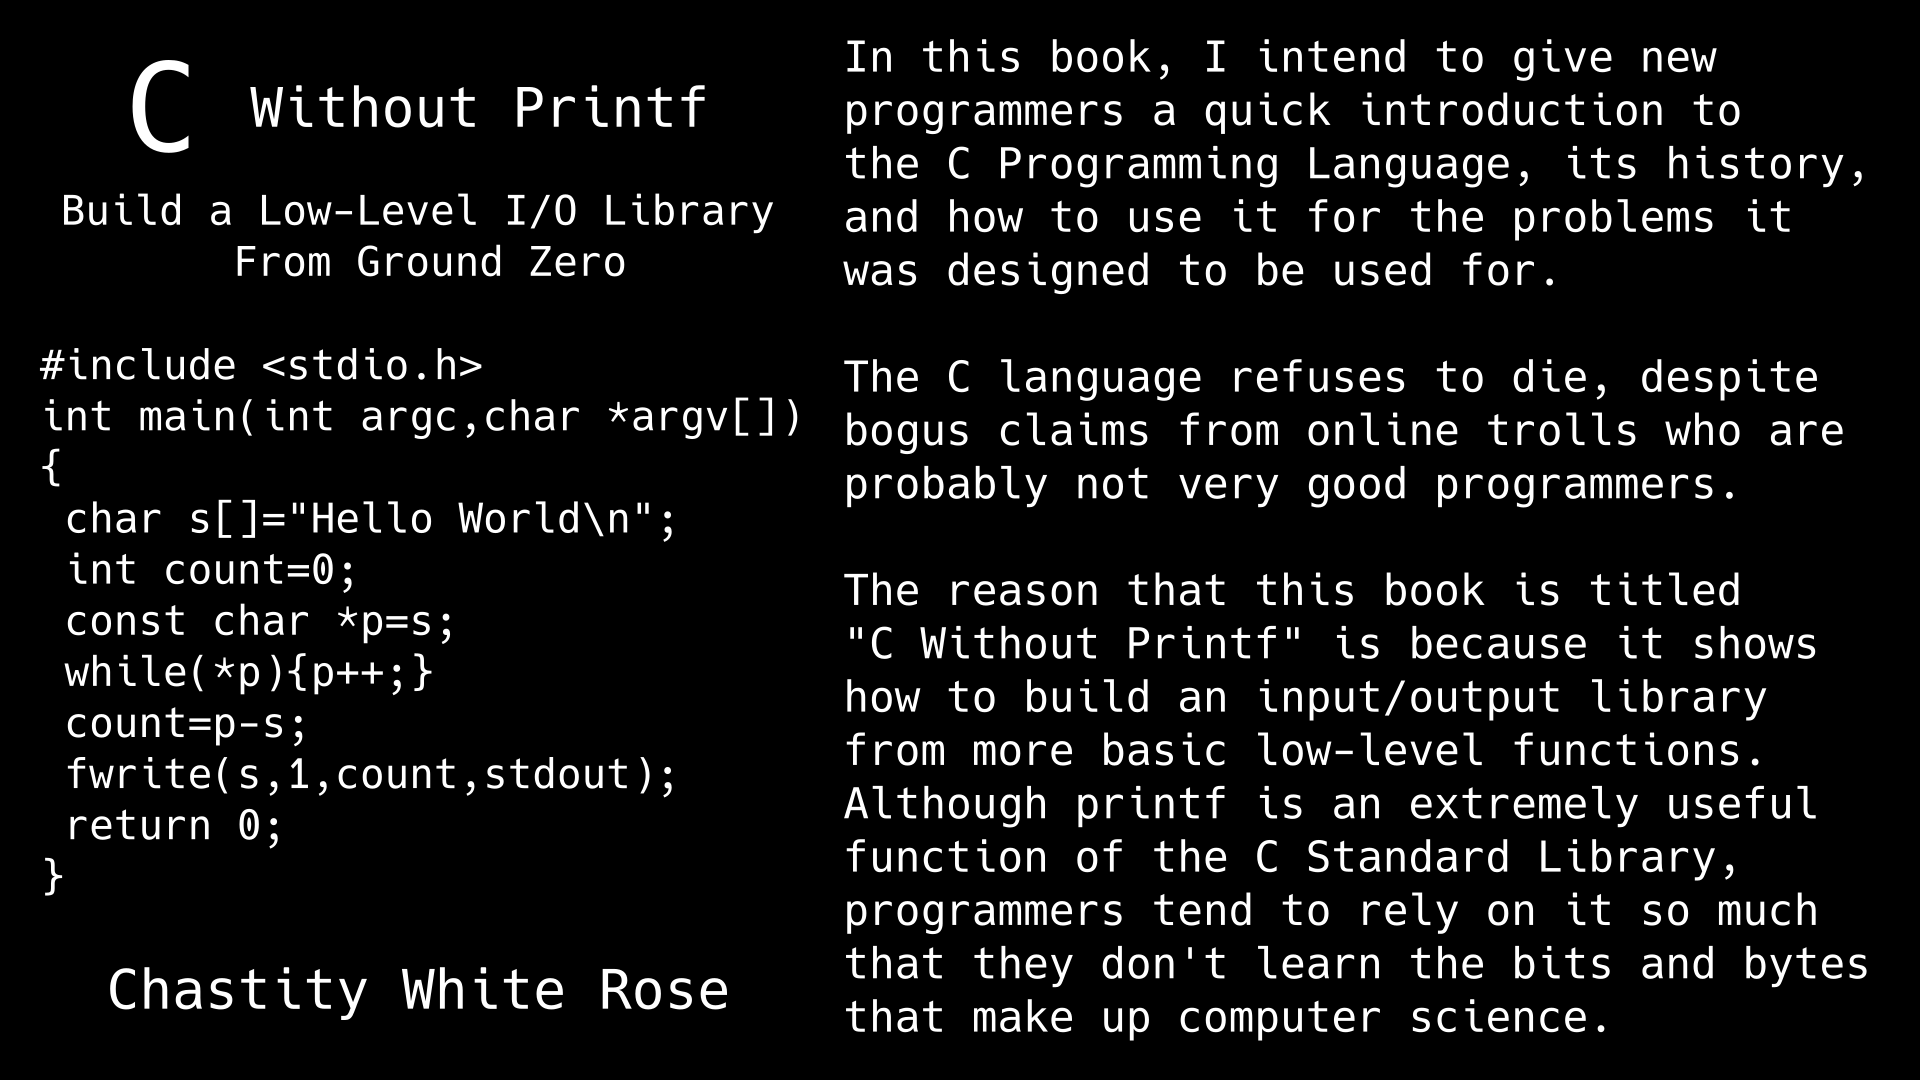 C Without Printf
Build a Low-Level I/O Library
From Ground Zero
#include <stdio.h>
int main(int argc,char *argv[])
{
 char s[]="Hello World\n";
 int count=0;
 const char *p=s;
 while(*p){p++;}
 count=p-s;
 fwrite(s,1,count,stdout);
 return 0;
}
Chastity White Rose
In this book, I intend to give new
programmers a quick introduction to
the C Programming Language, its history,
and how to use it for the problems it
was designed to be used for.
The C language refuses to die, despite
bogus claims from online trolls who are
probably not very good programmers.
The reason that this book is titled
"C Without Printf" is because it shows
how to build an input/output library
from more basic low-level functions.
Although printf is an extremely useful
function of the C Standard Library,
programmers tend to rely on it so much
that they don't learn the bits and bytes
that make up computer science.